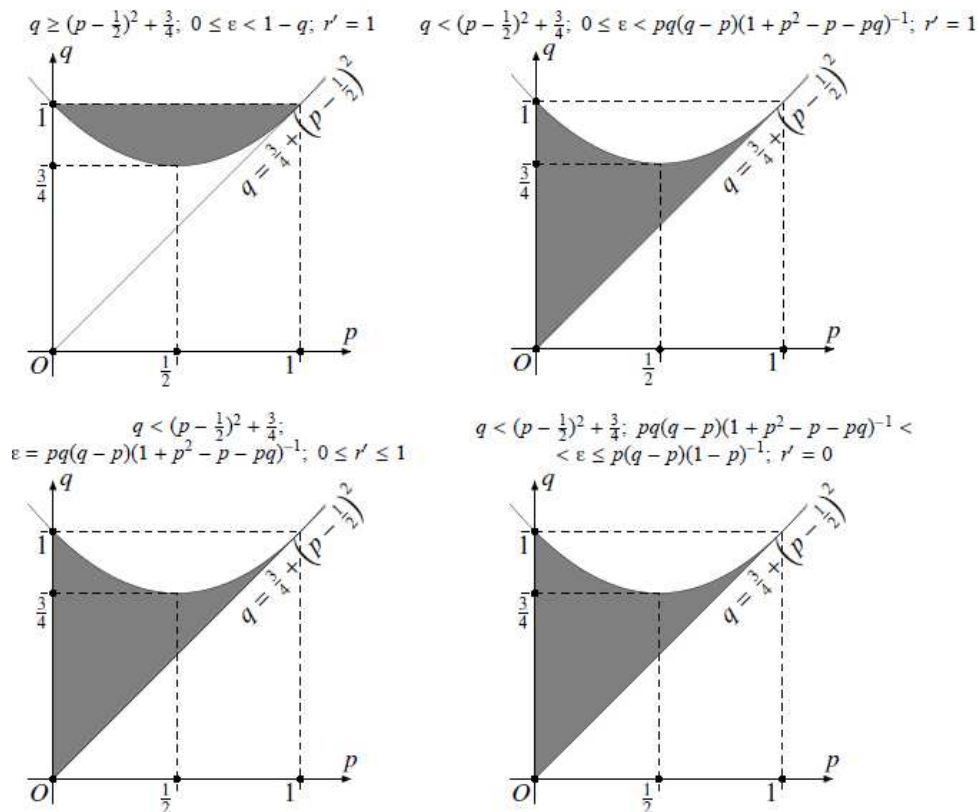 q ≥ (p − 1/2)² + 3/4; 0 ≤ ε < 1 − q; r′ = 1
q
1
3/4
q = 3/4 + (p − 1/2)²
O
1/2
1
p
q < (p − 1/2)² + 3/4; 0 ≤ ε < pq(q − p)(1 + p² − p − pq)⁻¹; r′ = 1
q
1
3/4
q = 3/4 + (p − 1/2)²
O
1/2
1
p
q < (p − 1/2)² + 3/4;
ε = pq(q − p)(1 + p² − p − pq)⁻¹; 0 ≤ r′ ≤ 1
q
1
3/4
q = 3/4 + (p − 1/2)²
O
1/2
1
p
q < (p − 1/2)² + 3/4; pq(q − p)(1 + p² − p − pq)⁻¹ <
< ε ≤ p(q − p)(1 − p)⁻¹; r′ = 0
q
1
3/4
q = 3/4 + (p − 1/2)²
O
1/2
1
p